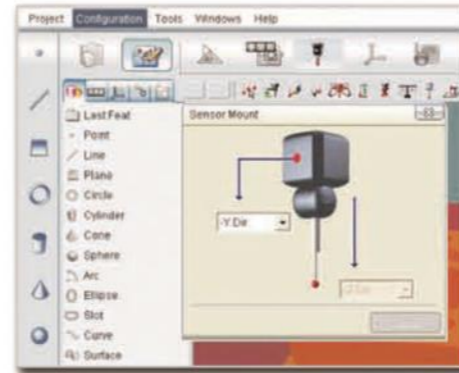 Project Configuration Tools Windows Help
Last Feat
Point
Line
Plane
Circle
Cylinder
Cone
Sphere
Arc
Ellipse
Slot
Curve
Surface
Sensor Mount
-Y.Dir